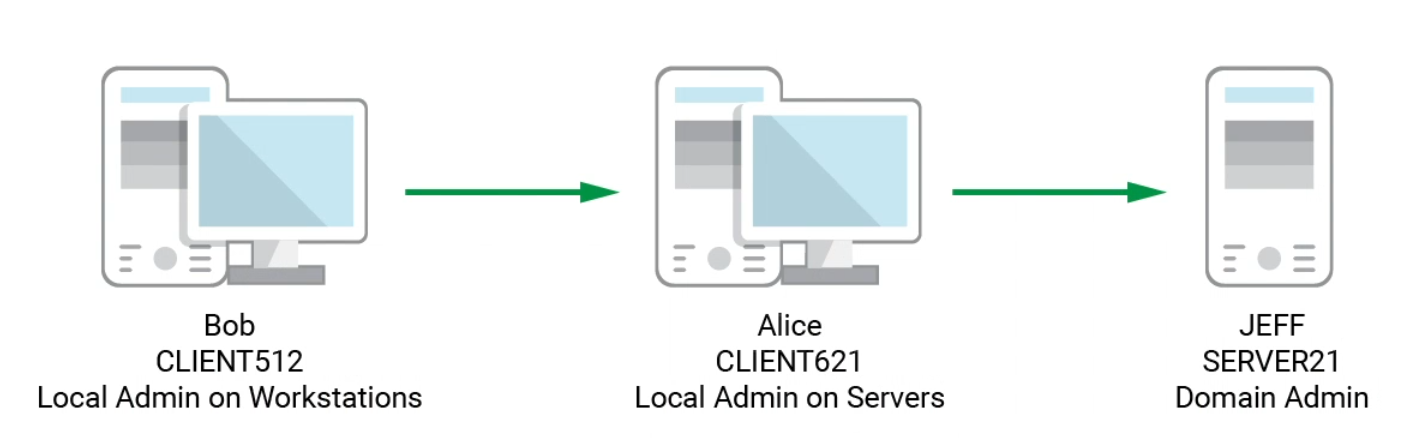 Bob
CLIENT512
Local Admin on Workstations
Alice
CLIENT621
Local Admin on Servers
JEFF
SERVER21
Domain Admin